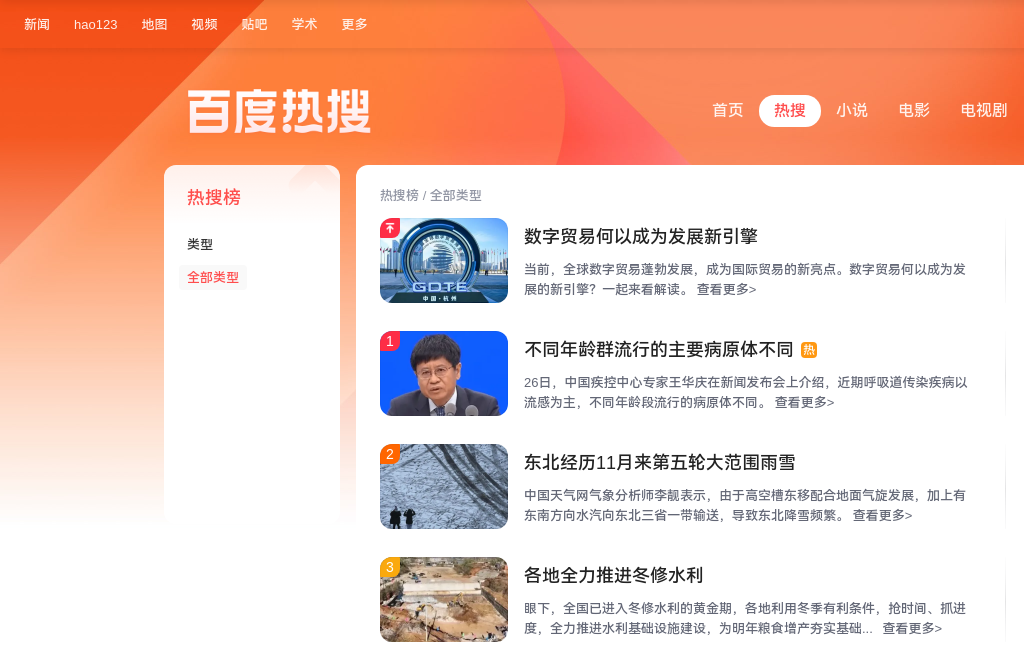 新闻 hao123 地图 视频 贴吧 学术 更多
百度热搜
首页 热搜 小说 电影 电视剧
热搜榜
类型
全部类型
热搜榜 / 全部类型
GDTE
中国·杭州
数字贸易何以成为发展新引擎
当前，全球数字贸易蓬勃发展，成为国际贸易的新亮点。数字贸易何以成为发
展的新引擎？一起来看解读。 查看更多>
1
不同年龄群流行的主要病原体不同 热
26日，中国疾控中心专家王华庆在新闻发布会上介绍，近期呼吸道传染疾病以
流感为主，不同年龄段流行的病原体不同。 查看更多>
2
东北经历11月来第五轮大范围雨雪
中国天气网气象分析师李靓表示，由于高空槽东移配合地面气旋发展，加上有
东南方向水汽向东北三省一带输送，导致东北降雪频繁。 查看更多>
3
各地全力推进冬修水利
眼下，全国已进入冬修水利的黄金期，各地利用冬季有利条件，抢时间、抓进
度，全力推进水利基础设施建设，为明年粮食增产夯实基础... 查看更多>